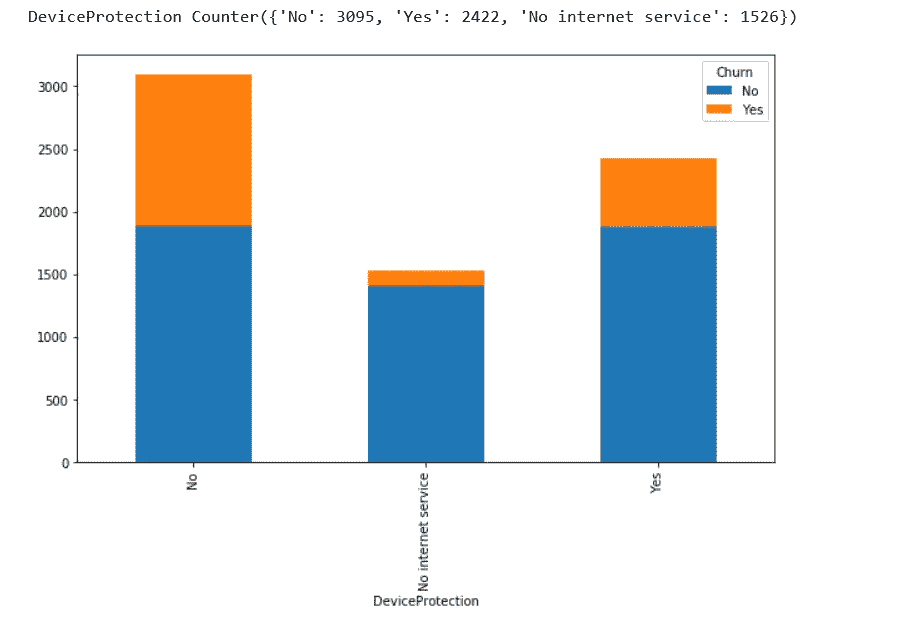 DeviceProtection Counter({'No': 3095, 'Yes': 2422, 'No internet service': 1526})
Churn
No
Yes
3000
2500
2000
1500
1000
500
0
No
No internet service
Yes
DeviceProtection